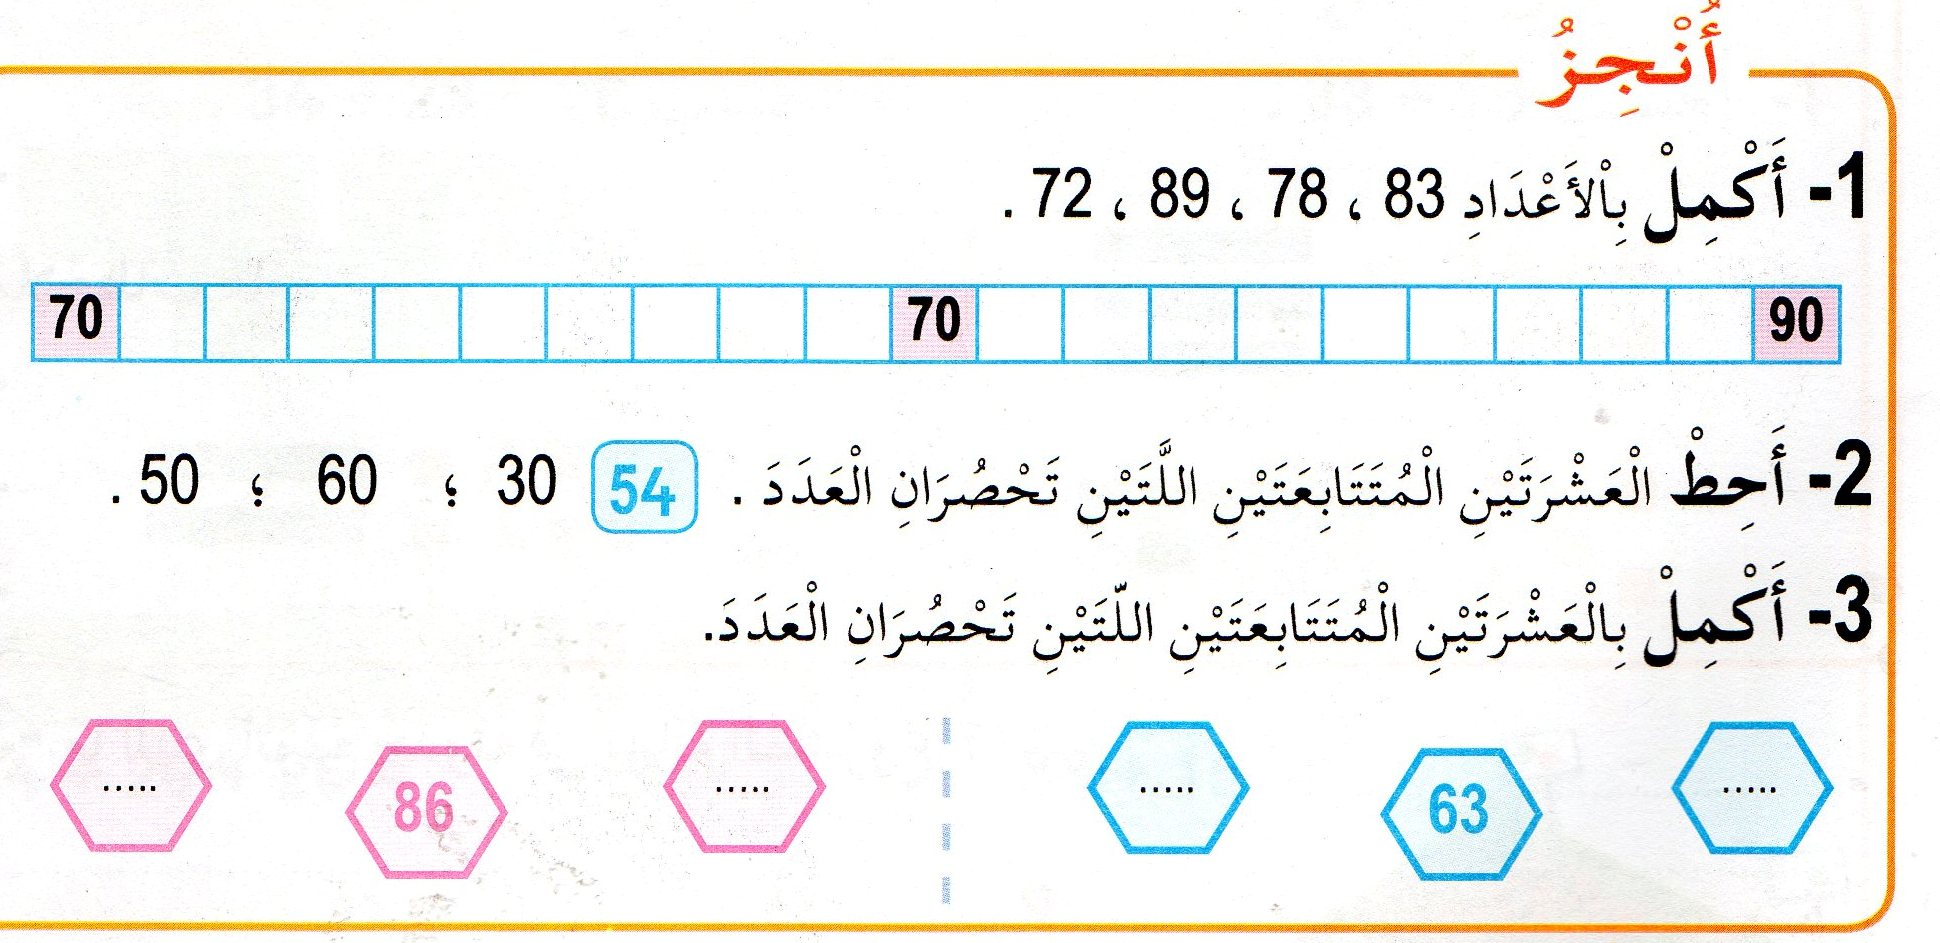 أُنْجِزُ
1- أَكْمِلْ بِاْلأَعْدَادِ 83 ، 78 ، 89 ، 72 .
70 70 90
2- أَحِطْ الْعَشْرَتَيْنِ الْمُتَتَابِعَتَيْنِ اللَّتَيْنِ تَحْصُرَانِ الْعَدَدَ . 54 30 ؛ 60 ؛ 50 .
3- أَكْمِلْ بِالْعَشْرَتَيْنِ الْمُتَتَابِعَتَيْنِ اللّتَيْنِ تَحْصُرَانِ الْعَدَدَ.
..... 63 ..... ..... 86 .....